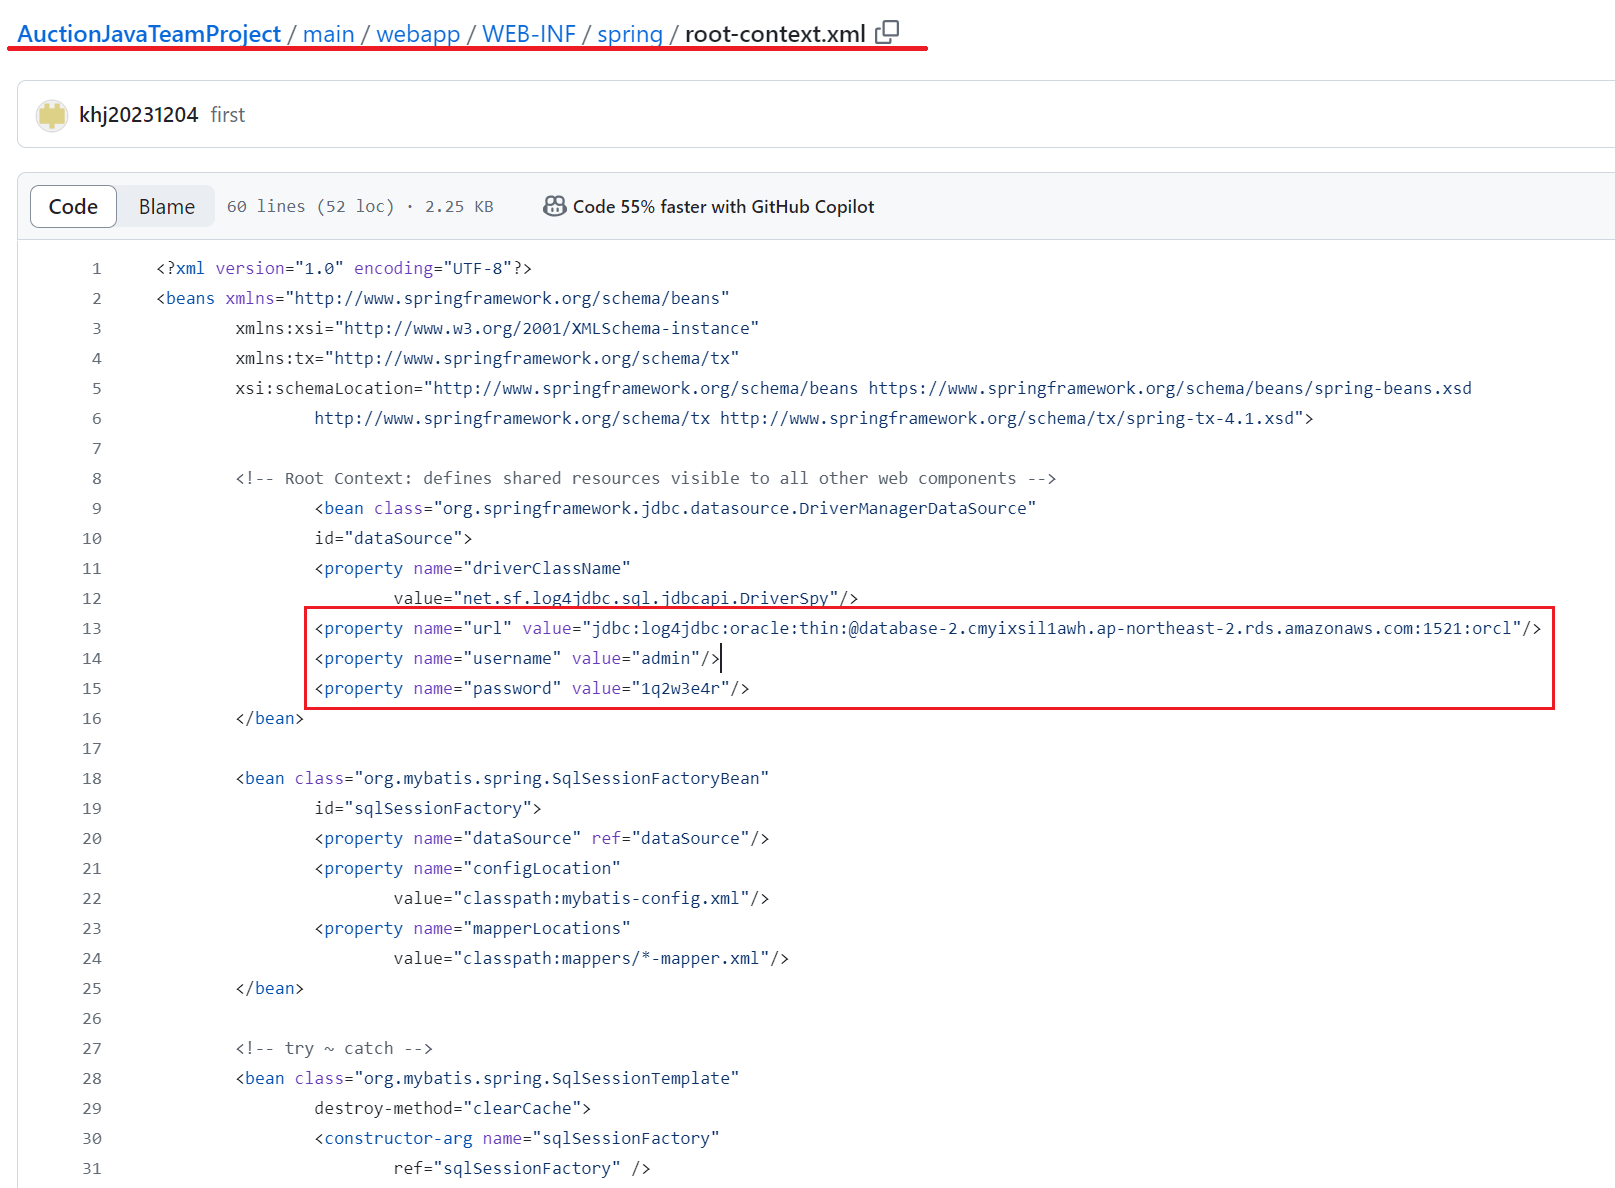 AuctionJavaTeamProject / main / webapp / WEB-INF / spring / root-context.xml
khj20231204 first
Code Blame 60 lines (52 loc) · 2.25 KB Code 55% faster with GitHub Copilot
1 <?xml version="1.0" encoding="UTF-8"?>
2 <beans xmlns="http://www.springframework.org/schema/beans"
3 xmlns:xsi="http://www.w3.org/2001/XMLSchema-instance"
4 xmlns:tx="http://www.springframework.org/schema/tx"
5 xsi:schemaLocation="http://www.springframework.org/schema/beans https://www.springframework.org/schema/beans/spring-beans.xsd
6 http://www.springframework.org/schema/tx http://www.springframework.org/schema/tx/spring-tx-4.1.xsd">
7
8 <!-- Root Context: defines shared resources visible to all other web components -->
9 <bean class="org.springframework.jdbc.datasource.DriverManagerDataSource"
10 id="dataSource">
11 <property name="driverClassName"
12 value="net.sf.log4jdbc.sql.jdbcapi.DriverSpy"/>
13 <property name="url" value="jdbc:log4jdbc:oracle:thin:@database-2.cmyixsil1awh.ap-northeast-2.rds.amazonaws.com:1521:orcl"/>
14 <property name="username" value="admin"/>
15 <property name="password" value="1q2w3e4r"/>
16 </bean>
17
18 <bean class="org.mybatis.spring.SqlSessionFactoryBean"
19 id="sqlSessionFactory">
20 <property name="dataSource" ref="dataSource"/>
21 <property name="configLocation"
22 value="classpath:mybatis-config.xml"/>
23 <property name="mapperLocations"
24 value="classpath:mappers/*-mapper.xml"/>
25 </bean>
26
27 <!-- try ~ catch -->
28 <bean class="org.mybatis.spring.SqlSessionTemplate"
29 destroy-method="clearCache">
30 <constructor-arg name="sqlSessionFactory"
31 ref="sqlSessionFactory" />